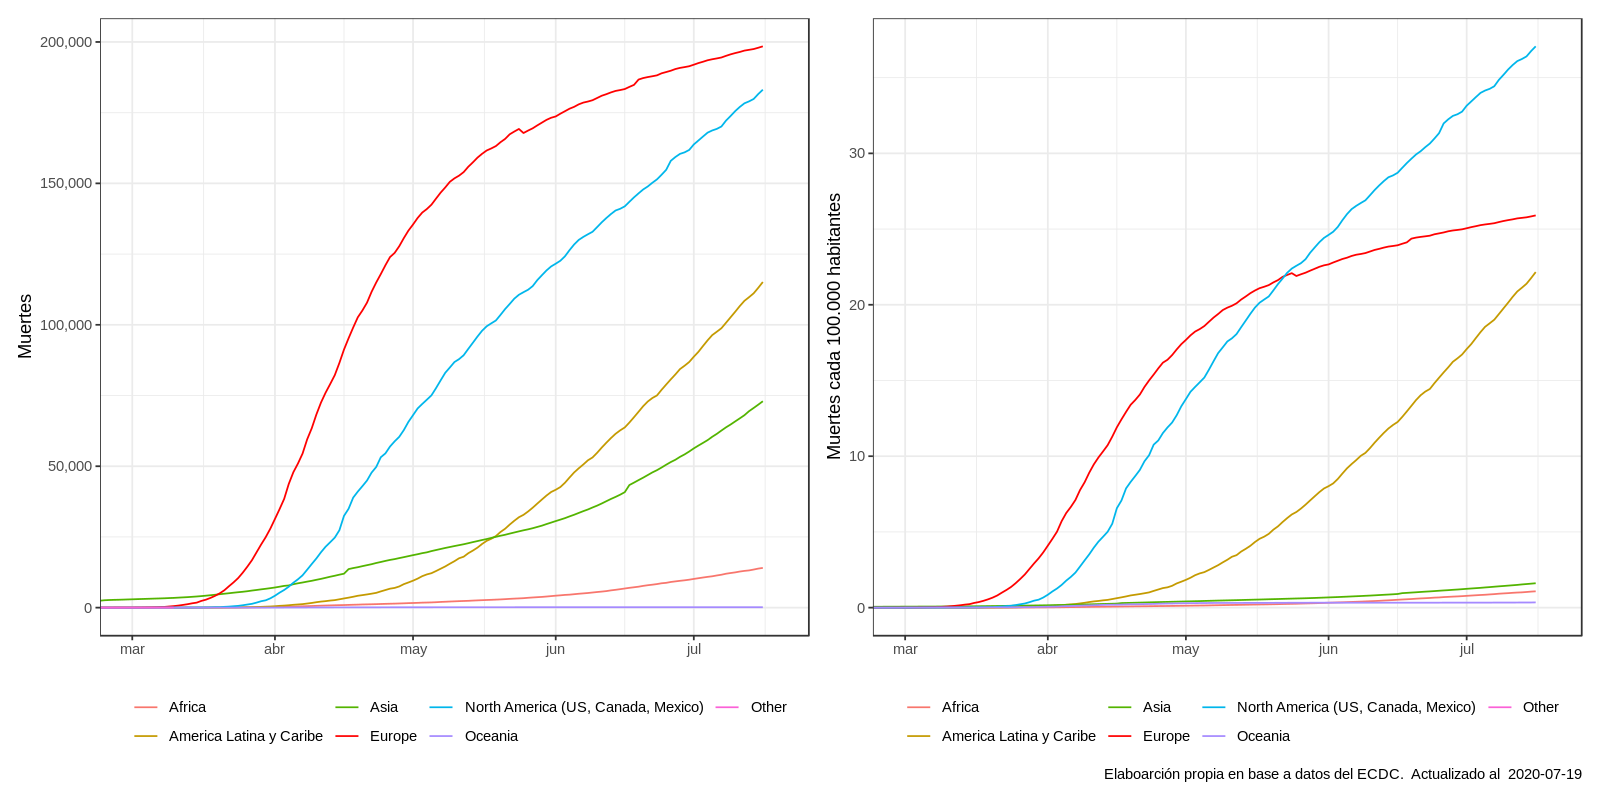 200,000
150,000
100,000
50,000
0
Muertes
mar abr may jun jul
Africa Asia North America (US, Canada, Mexico) Other
America Latina y Caribe Europe Oceania
30
20
10
0
Muertes cada 100.000 habitantes
mar abr may jun jul
Africa Asia North America (US, Canada, Mexico) Other
America Latina y Caribe Europe Oceania
Elaboarción propia en base a datos del ECDC. Actualizado al 2020-07-19